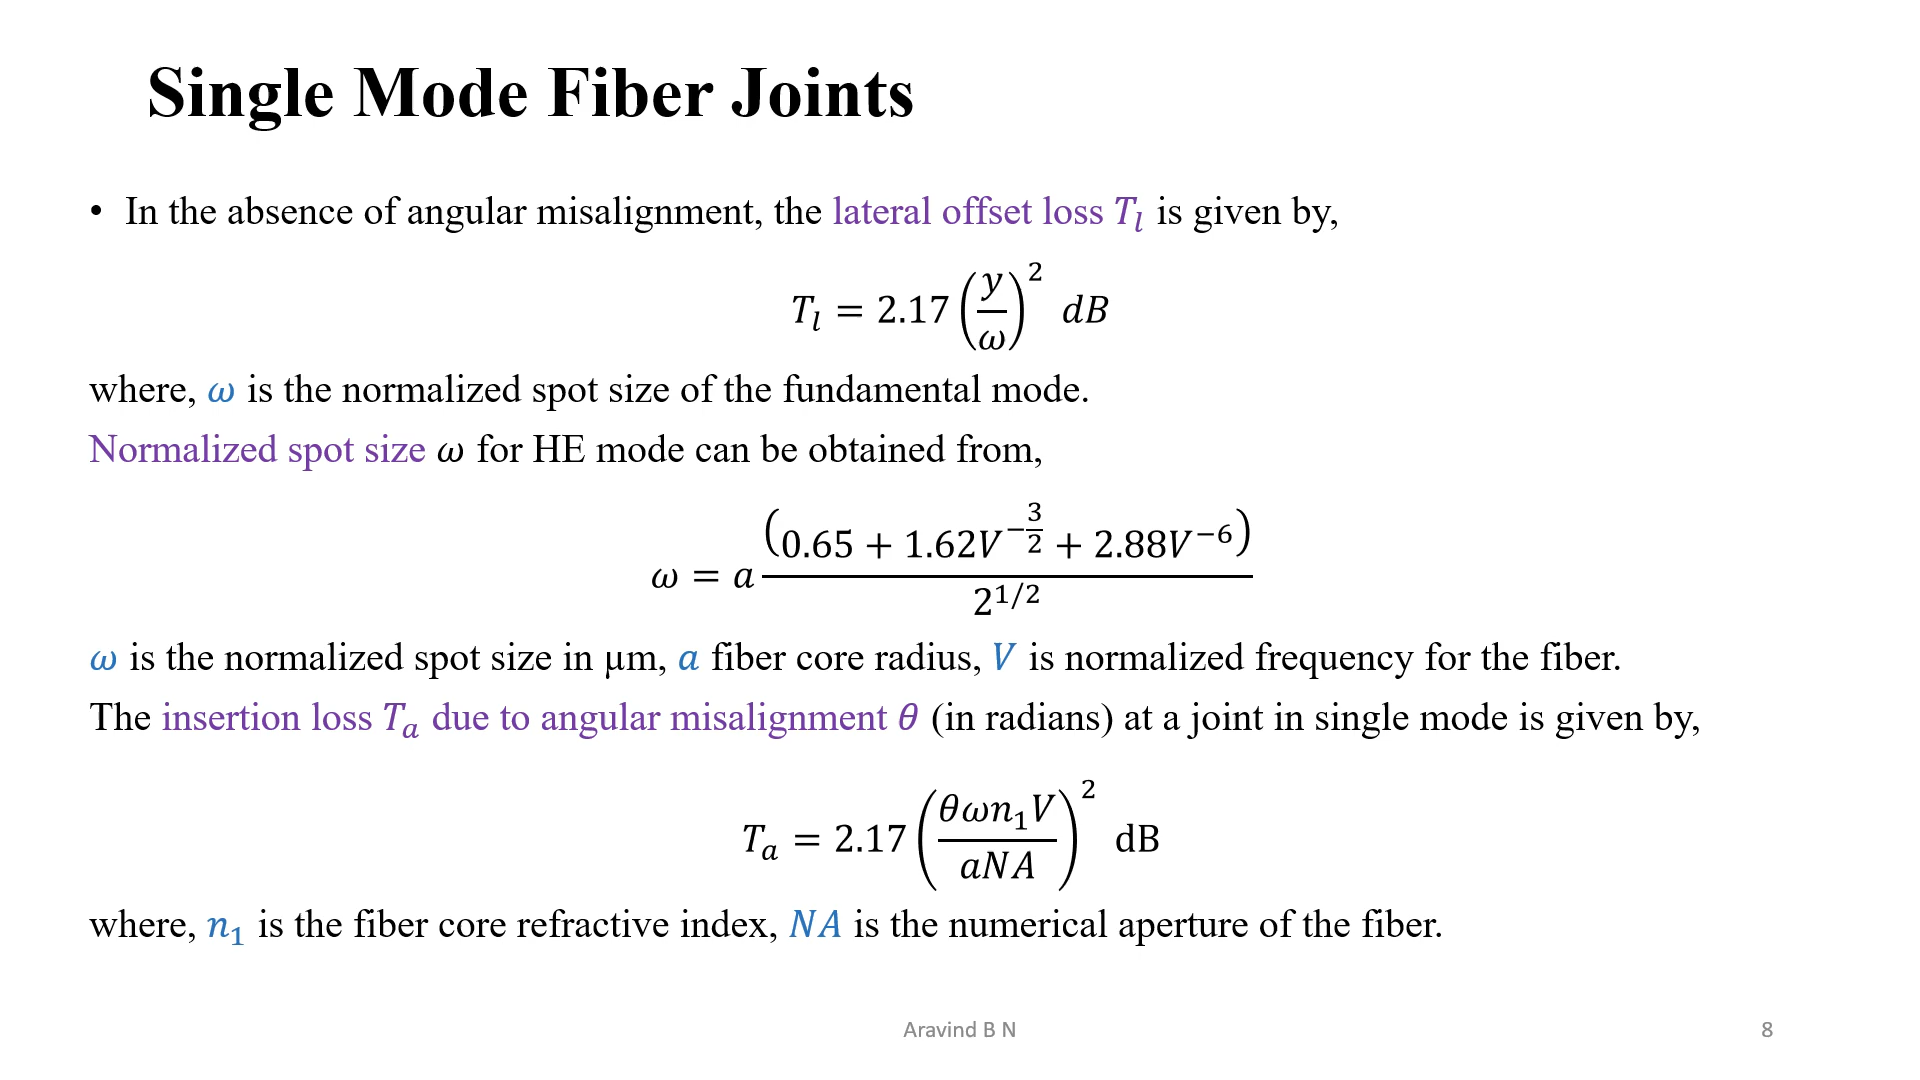 Single Mode Fiber Joints
• In the absence of angular misalignment, the lateral offset loss T_l is given by,
T_l = 2.17 (y/ω)^2 dB
where, ω is the normalized spot size of the fundamental mode.
Normalized spot size ω for HE mode can be obtained from,
ω = a (0.65 + 1.62V^(−3/2) + 2.88V^(−6)) / 2^(1/2)
ω is the normalized spot size in µm, a fiber core radius, V is normalized frequency for the fiber.
The insertion loss T_a due to angular misalignment θ (in radians) at a joint in single mode is given by,
T_a = 2.17 (θωn_1V / aNA)^2 dB
where, n_1 is the fiber core refractive index, NA is the numerical aperture of the fiber.
Aravind B N
8